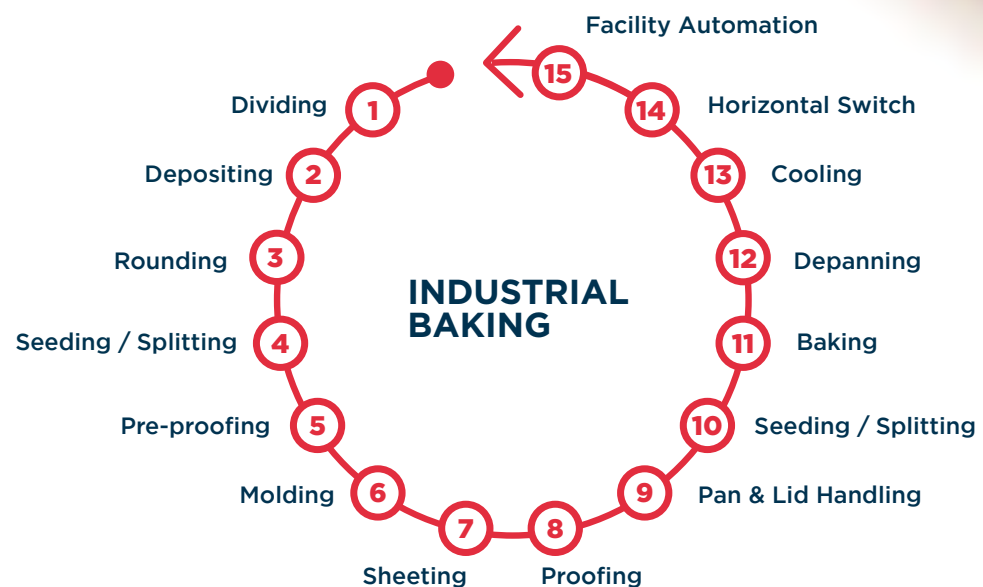 INDUSTRIAL
BAKING
1 Dividing
2 Depositing
3 Rounding
4 Seeding / Splitting
5 Pre-proofing
6 Molding
7 Sheeting
8 Proofing
9 Pan & Lid Handling
10 Seeding / Splitting
11 Baking
12 Depanning
13 Cooling
14 Horizontal Switch
15 Facility Automation